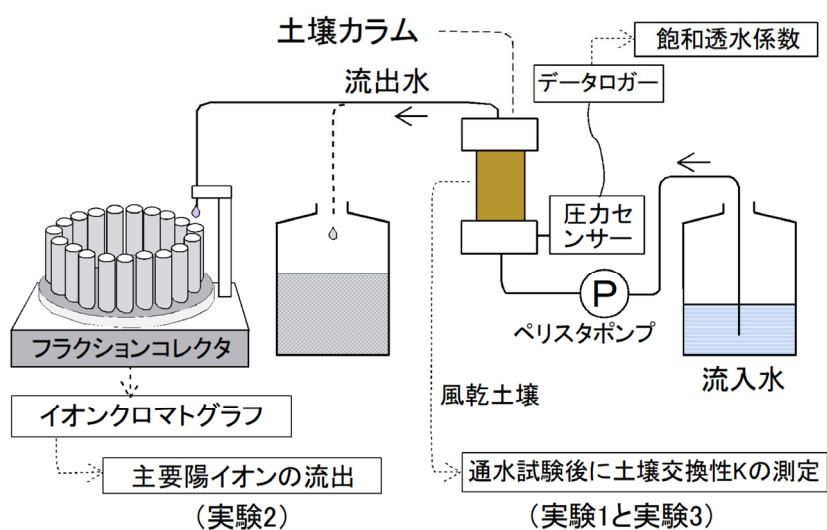 土壌カラム
飽和透水係数
流出水
データロガー
圧力セ
ンサー
P
ペリスタポンプ
流入水
フラクションコレクタ
風乾土壌
イオンクロマトグラフ
主要陽イオンの流出
通水試験後に土壌交換性Kの測定
（実験2）
（実験1と実験3）